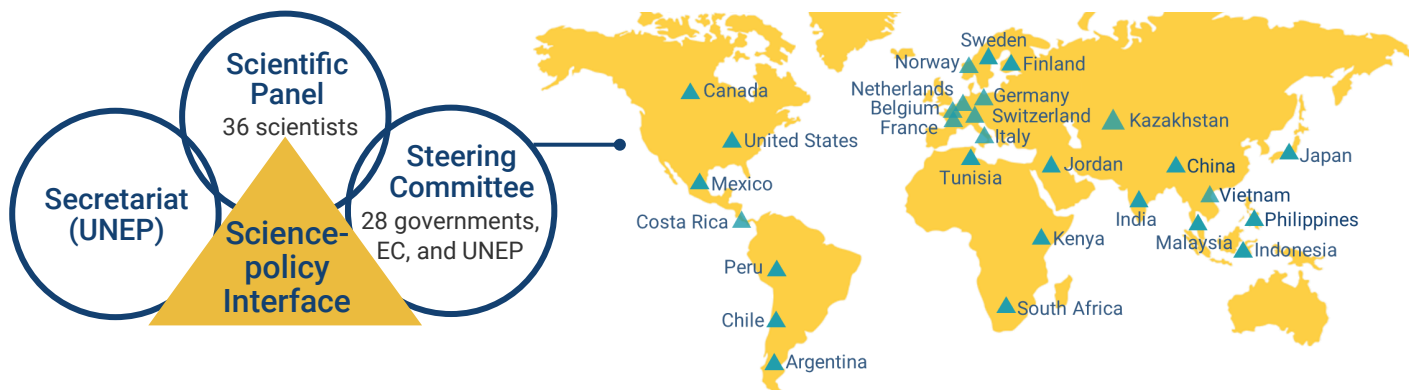 Scientific
Panel
36 scientists
Secretariat
(UNEP)
Steering
Committee
28 governments,
EC, and UNEP
Science-
policy
Interface
Canada
United States
Mexico
Costa Rica
Peru
Chile
Argentina
Sweden
Norway
Finland
Netherlands
Belgium
France
Germany
Switzerland
Italy
Tunisia
Jordan
Kazakhstan
China
Japan
India
Vietnam
Malaysia
Philippines
Indonesia
Kenya
South Africa